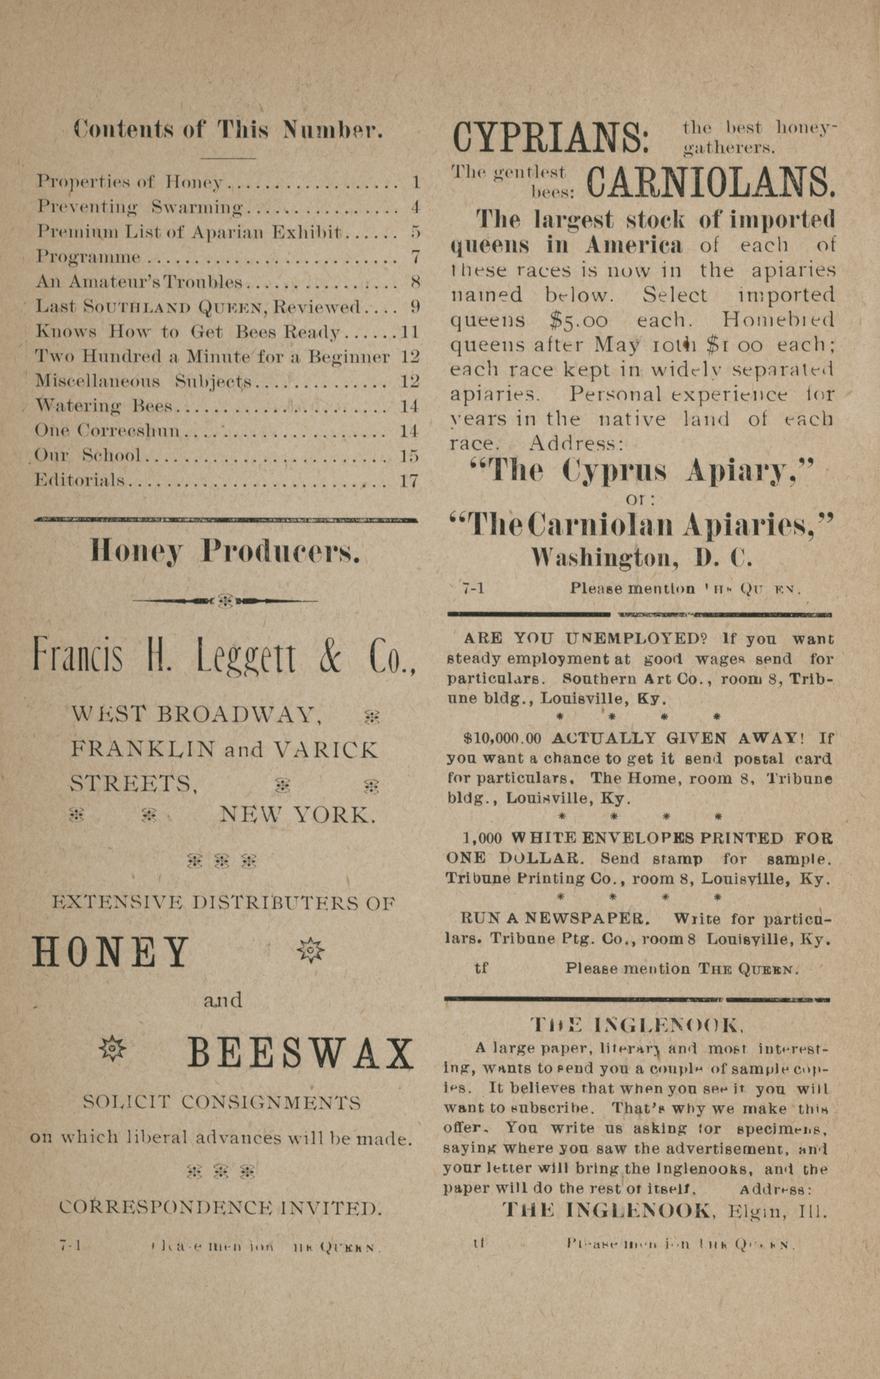 Contents of This Number.
Properties of Honey................. 1
Preventing Swarming............... 4
Premium List of Aparian Exhibit...... 5
Programme ........................ 7
An Amateur's Troubles............... 8
Last SOUTHLAND QUEEN, Reviewed.... 9
Knows How to Get Bees Ready......11
Two Hundred a Minute for a Beginner 12
Miscellaneous Subjects............. 12
Watering Bees..................... 14
One Correeshun.................... 14
Our School........................ 15
Editorials.......................... 17
Honey Producers.
Francis H. Leggett & Co.,
WEST BROADWAY,
FRANKLIN and VARICK
STREETS,
NEW YORK.
EXTENSIVE DISTRIBUTERS OF
HONEY
and
BEESWAX
SOLICIT CONSIGNMENTS
on which liberal advances will be made.
CORRESPONDENCE INVITED.
7-1 QUEEN.
CYPRIANS: the best honey-
gatherers.
The gentlest
bees: CARNIOLANS.
The largest stock of imported
queens in America of each of
these races is now in the apiaries
named below. Select imported
queens $5.00 each. Homebred
queens after May 10th $1 00 each;
each race kept in widely separated
apiaries. Personal experience for
years in the native land of each
race. Address:
"The Cyprus Apiary,"
or:
"The Carniolan Apiaries,"
Washington, D. C.
7-1 Please mention
ARE YOU UNEMPLOYED? If you want
steady employment at good wages send for
particulars. Southern Art Co., room 8, Trib-
une bldg., Louisville, Ky.
* * * *
$10,000.00 ACTUALLY GIVEN AWAY! If
you want a chance to get it send postal card
for particulars. The Home, room 8, Tribune
bldg., Louisville, Ky.
* * * *
1,000 WHITE ENVELOPES PRINTED FOR
ONE DOLLAR. Send stamp for sample.
Tribune Printing Co., room 8, Louisville, Ky.
* * * *
RUN A NEWSPAPER. Write for particu-
lars. Tribune Ptg. Co., room 8 Louisville, Ky.
tf Please mention THE QUEEN.
THE INGLENOOK.
A large paper, literary and most interest-
ing, wants to send you a couple of sample cop-
ies. It believes that when you see it you will
want to subscribe. That's why we make this
offer. You write us asking for specimens,
saying where you saw the advertisement, and
your letter will bring the Inglenooks, and the
paper will do the rest of itself. Address:
THE INGLENOOK, Elgin, Ill.
tf